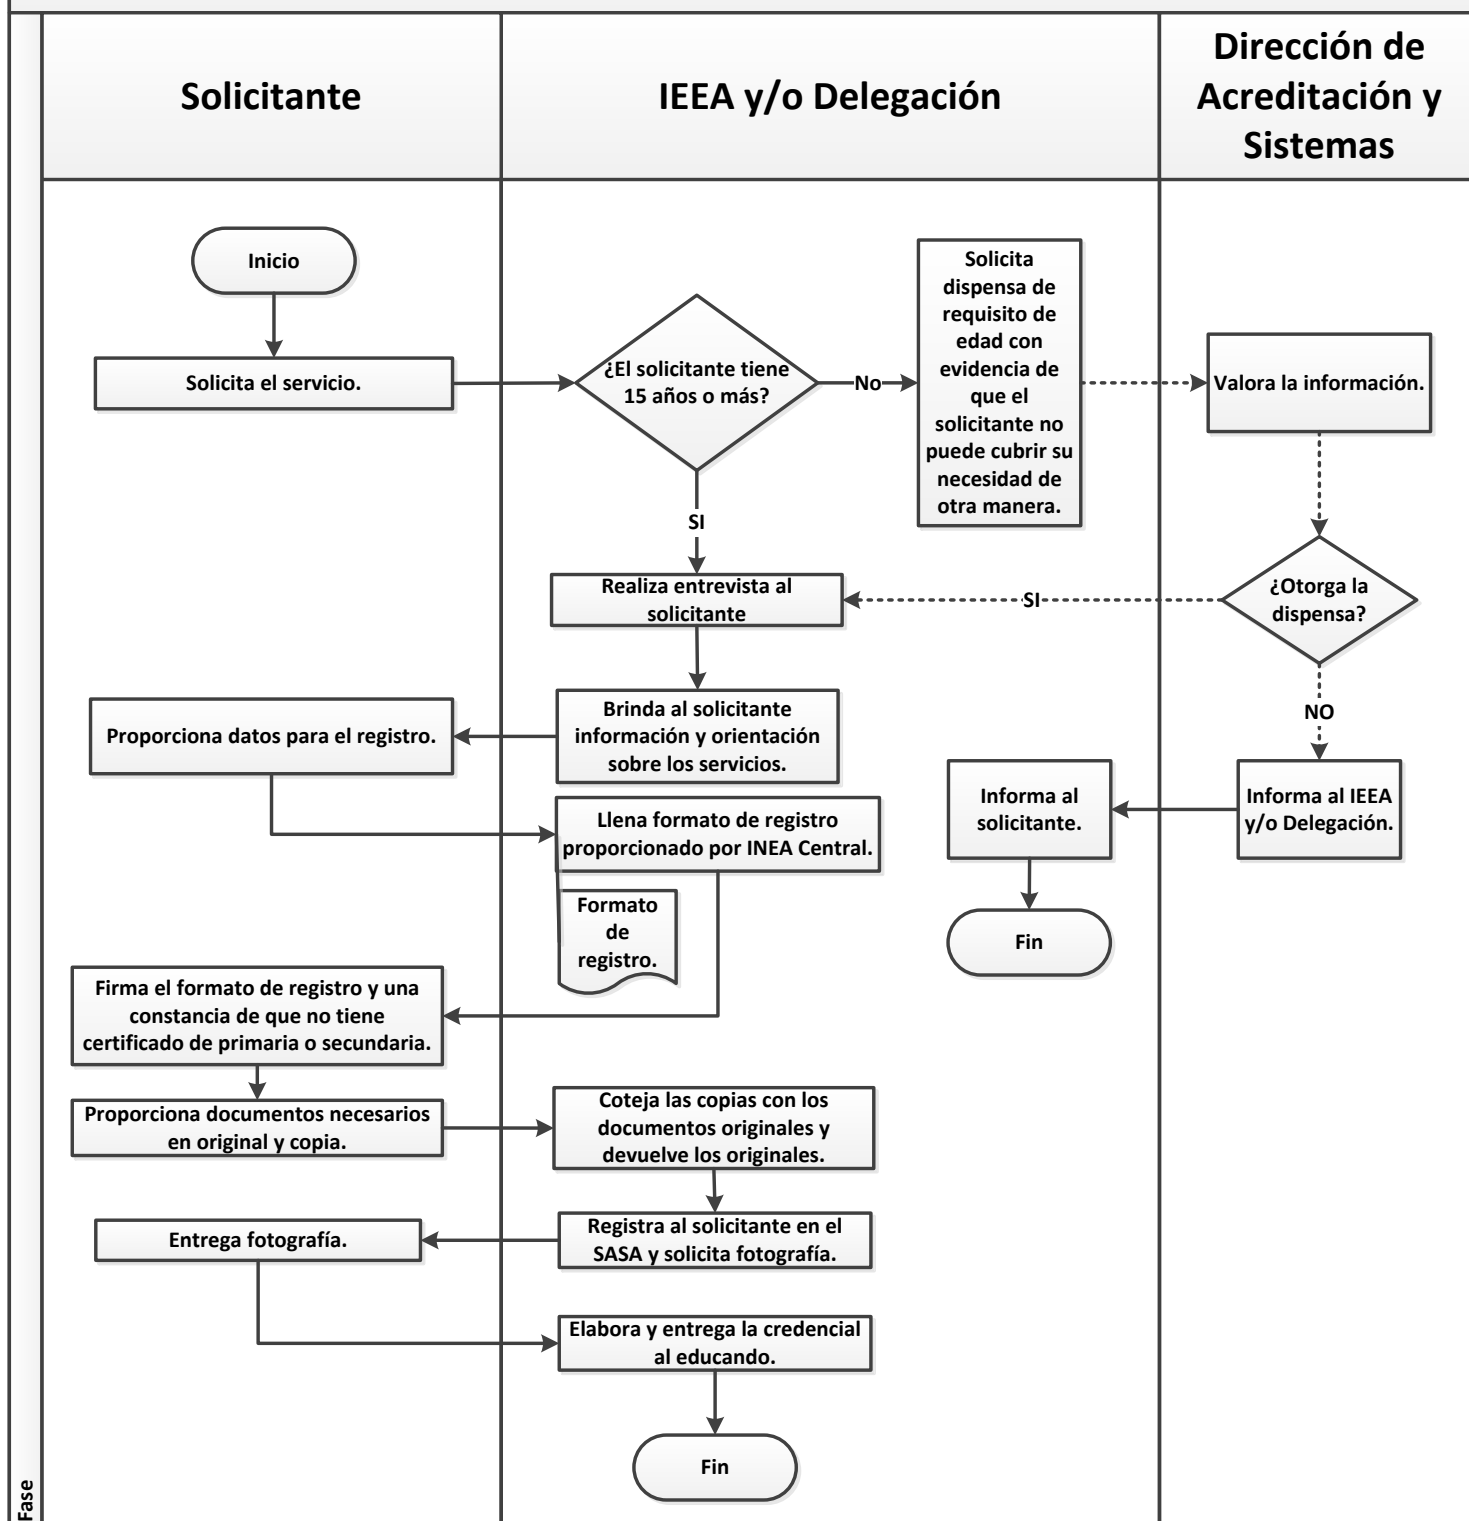 Solicitante
IEEA y/o Delegación
Dirección de
Acreditación y
Sistemas
Inicio
Solicita el servicio.
¿El solicitante tiene
15 años o más?
No
Solicita
dispensa de
requisito de
edad con
evidencia de
que el
solicitante no
puede cubrir su
necesidad de
otra manera.
Valora la información.
SI
¿Otorga la
dispensa?
SI
Realiza entrevista al
solicitante
NO
Brinda al solicitante
información y orientación
sobre los servicios.
Proporciona datos para el registro.
Informa al IEEA
y/o Delegación.
Informa al
solicitante.
Fin
Llena formato de registro
proporcionado por INEA Central.
Formato
de
registro.
Firma el formato de registro y una
constancia de que no tiene
certificado de primaria o secundaria.
Proporciona documentos necesarios
en original y copia.
Coteja las copias con los
documentos originales y
devuelve los originales.
Registra al solicitante en el
SASA y solicita fotografía.
Entrega fotografía.
Elabora y entrega la credencial
al educando.
Fin
Fase